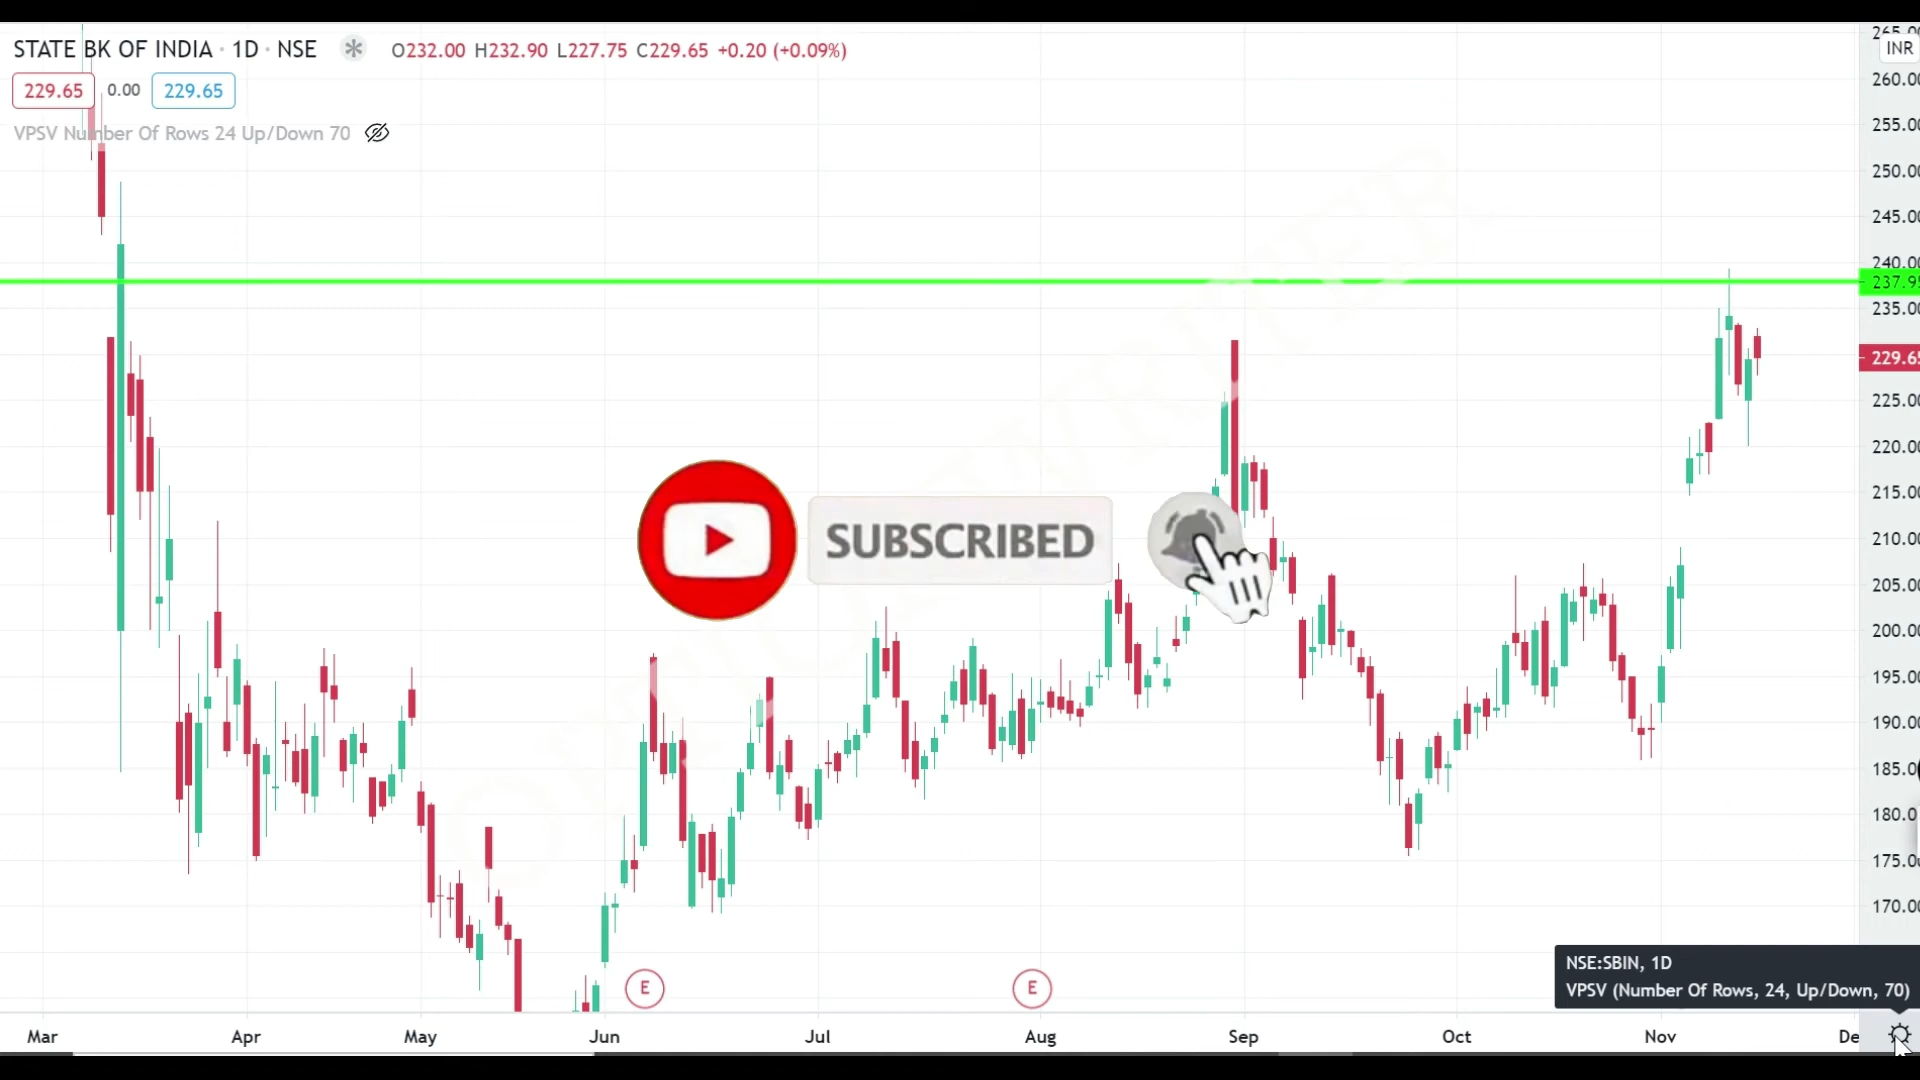 STATE BK OF INDIA · 1D · NSE O232.00 H232.90 L227.75 C229.65 +0.20 (+0.09%)
229.65 0.00 229.65
VPSV Number Of Rows 24 Up/Down 70
INR
260.00
255.00
250.00
245.00
240.00
237.95
235.00
229.65
225.00
220.00
215.00
210.00
205.00
200.00
195.00
190.00
185.00
180.00
175.00
170.00
SUBSCRIBED
E E
NSE:SBIN, 1D
VPSV (Number Of Rows, 24, Up/Down, 70)
Mar Apr May Jun Jul Aug Sep Oct Nov De